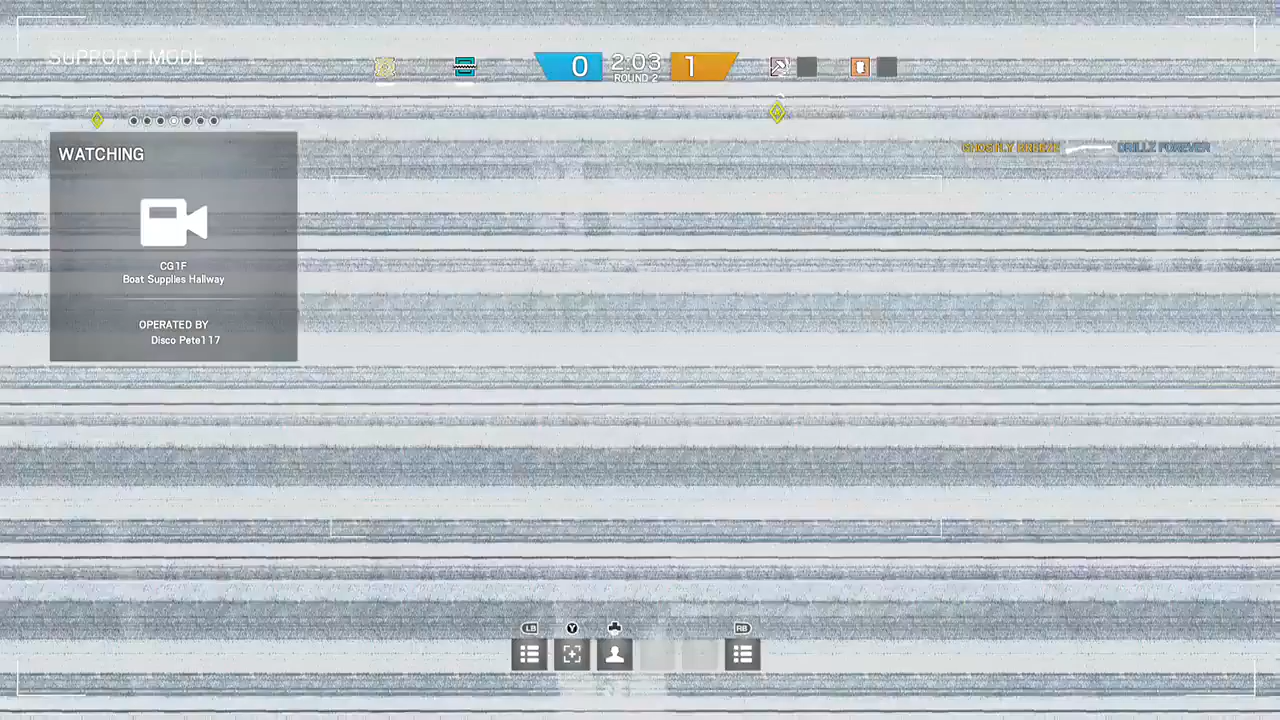 SuPPORT MODE
0 2:03 1
ROUND 2
WATCHING
GHOSTLY BREEZE DRILLZ FOREVER
CG1F
Boat Supplies Hallway
OPERATED BY
Disco Pete117
LB Y RB